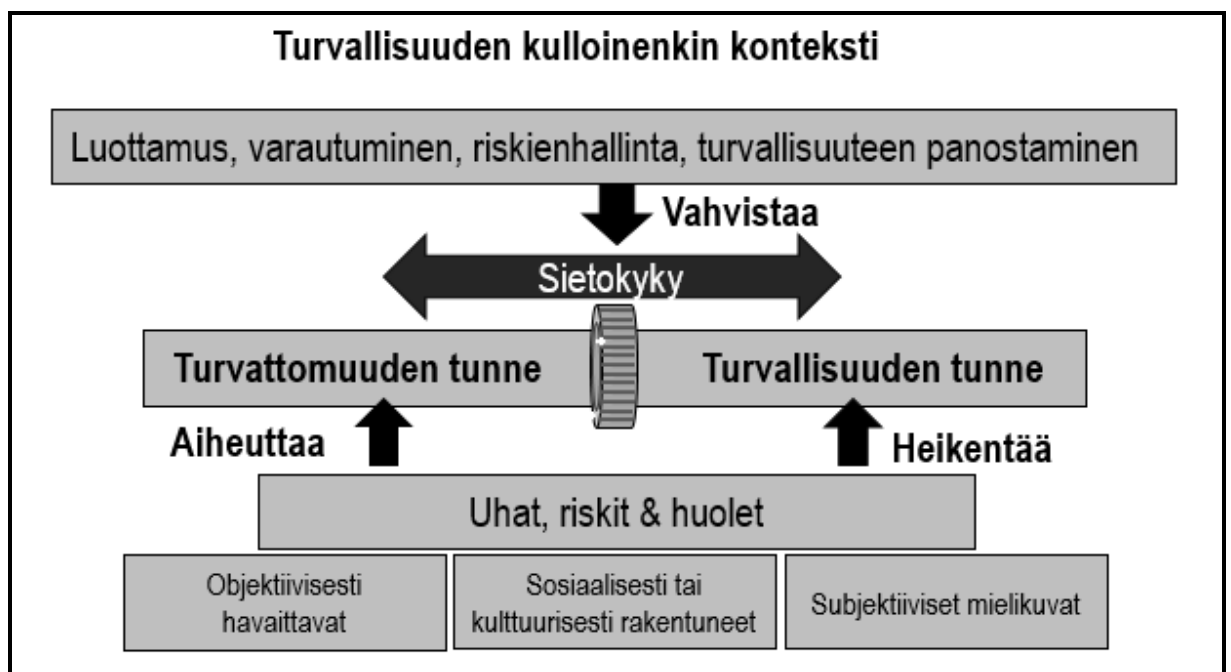 Turvallisuuden kulloinenkin konteksti
Luottamus, varautuminen, riskienhallinta, turvallisuuteen panostaminen
Vahvistaa
Sietokyky
Turvattomuuden tunne
Turvallisuuden tunne
Aiheuttaa
Heikentää
Uhat, riskit & huolet
Objektiivisesti
havaittavat
Sosiaalisesti tai
kulttuurisesti rakentuneet
Subjektiiviset mielikuvat